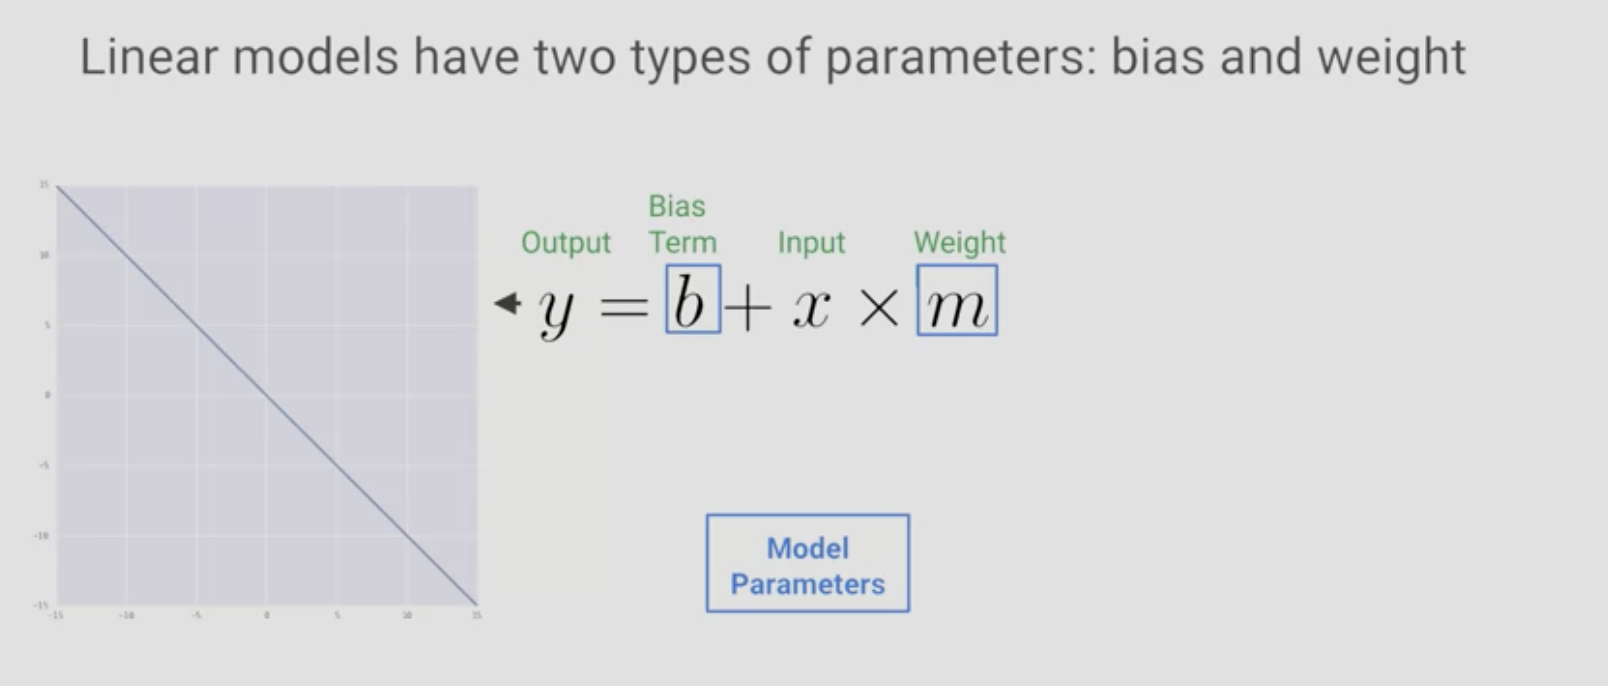 Linear models have two types of parameters: bias and weight
15
10
5
0
-5
-10
-15
-15 -10 -5 0 5 10 15
Bias
Output Term Input Weight
y = b + x × m
Model
Parameters